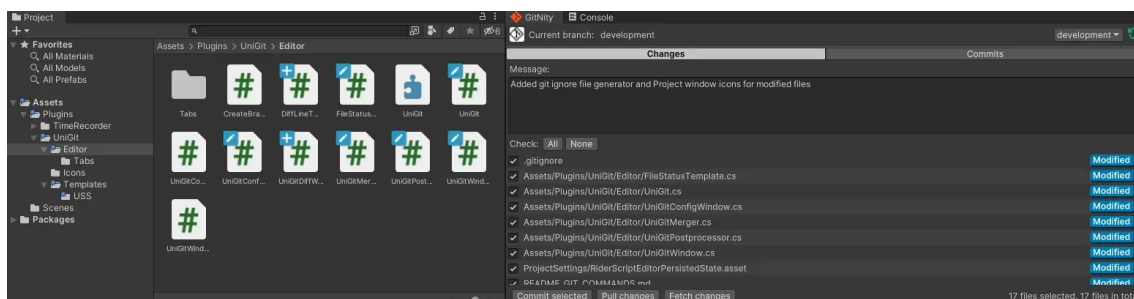 Project
Favorites
All Materials
All Models
All Prefabs
Assets
Plugins
TimeRecorder
UniGit
Editor
Tabs
Icons
Templates
USS
Scenes
Packages
6
Assets > Plugins > UniGit > Editor
Tabs
CreateBra...
DiffLineT...
FileStatus...
UniGit
UniGit
UniGitCo...
UniGitConf...
UniGitDiffW...
UniGitMer...
UniGitPost...
UniGitWind...
UniGitWind...
GitNity
Console
Current branch: development
development
Changes
Commits
Message:
Added git ignore file generator and Project window icons for modified files
Check: All None
.gitignore Modified
Assets/Plugins/UniGit/Editor/FileStatusTemplate.cs Modified
Assets/Plugins/UniGit/Editor/UniGit.cs Modified
Assets/Plugins/UniGit/Editor/UniGitConfigWindow.cs Modified
Assets/Plugins/UniGit/Editor/UniGitMerger.cs Modified
Assets/Plugins/UniGit/Editor/UniGitPostprocessor.cs Modified
Assets/Plugins/UniGit/Editor/UniGitWindow.cs Modified
ProjectSettings/RiderScriptEditorPersistedState.asset Modified
README_GIT_COMMANDS.md Modified
Commit selected Pull changes Fetch changes
17 files selected, 17 files in tot